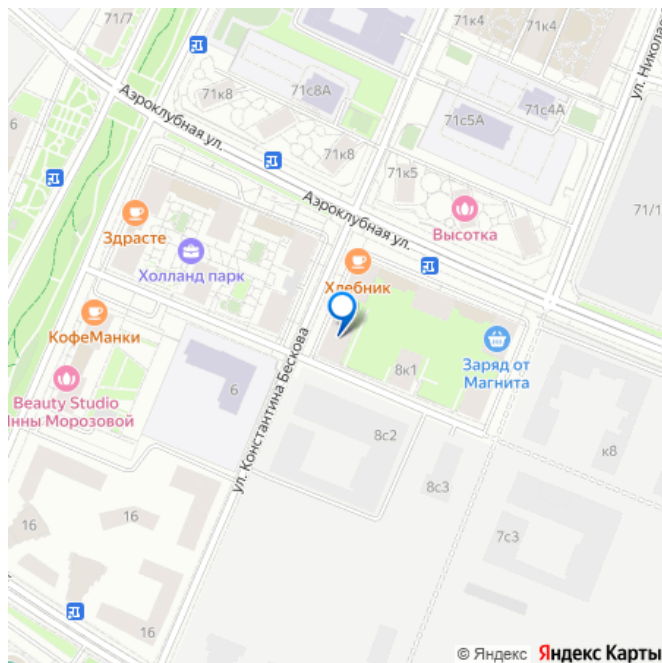 71/7
71к4
71к4
ул. Никола
Аэроклубная ул.
71к8
71с8А
71с5А
71с4А
6
71к8
71к5
71/1
Аэроклубная ул.
Высотка
Здрасте
Холланд парк
Хлебник
КофеМанки
ул. Константина Бескова
Заряд от
Магнита
8к1
6
Beauty Studio
Инны Морозовой
8с2
к8
8с3
16
16
7с3
16
16
© Яндекс Яндекс Карты